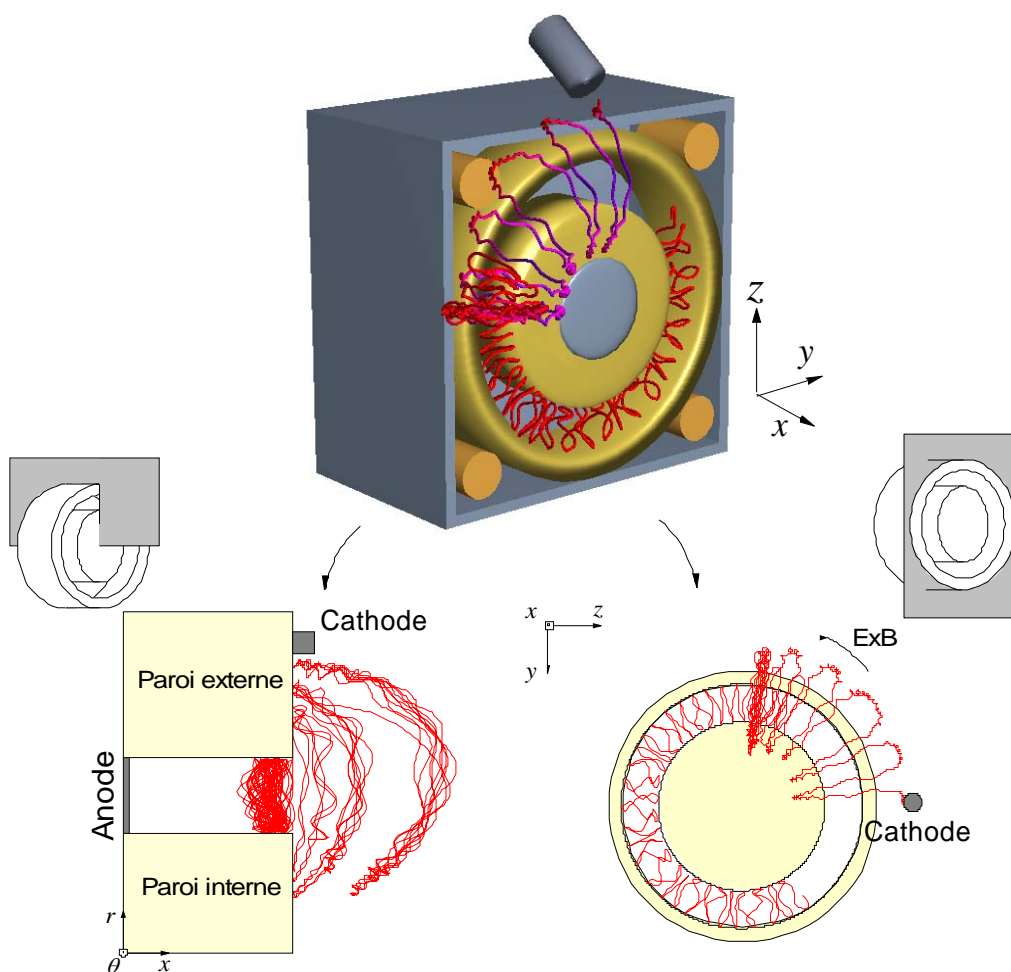 z
y
x
Cathode
Paroi externe
Anode
Paroi interne
r
θ
x
x
z
y
ExB
Cathode